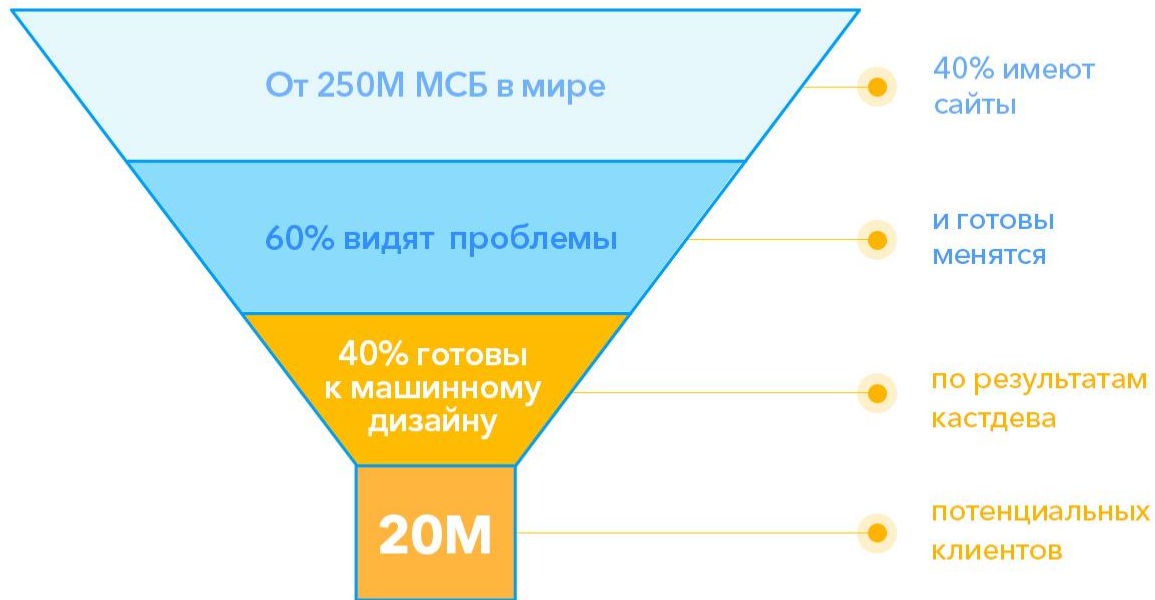 От 250М МСБ в мире
40% имеют
сайты
60% видят проблемы
и готовы
менятся
40% готовы
к машинному
дизайну
по результатам
кастдева
20М
потенциальных
клиентов